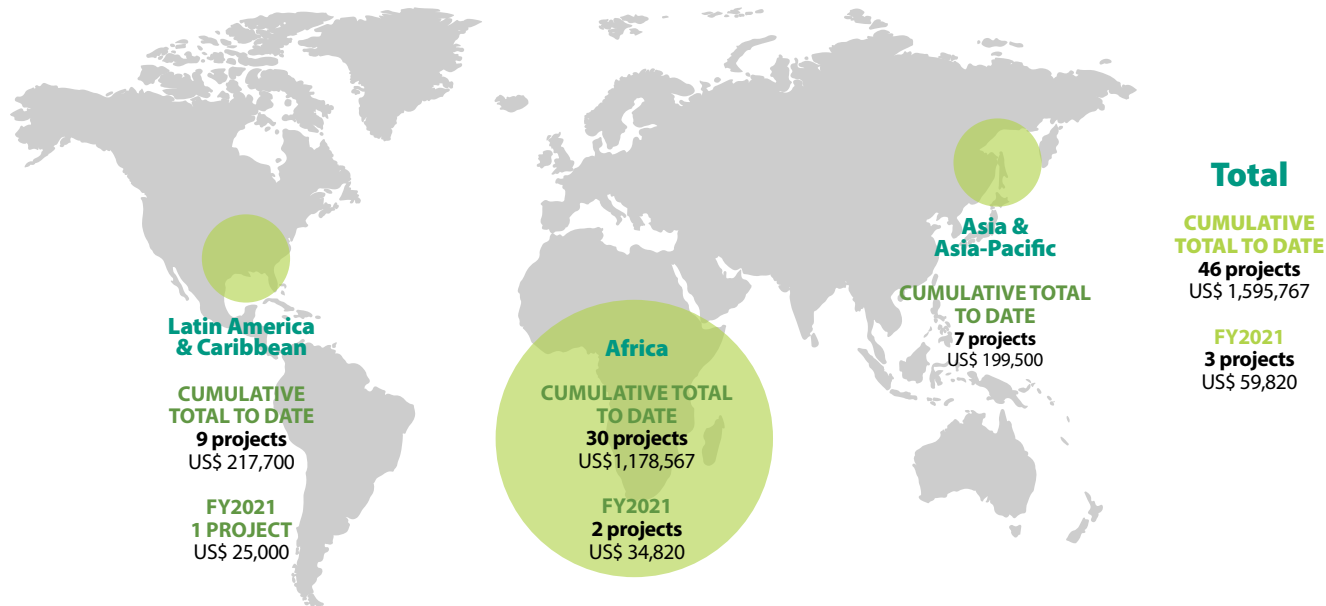 Latin America
& Caribbean
CUMULATIVE
TOTAL TO DATE
9 projects
US$ 217,700
FY2021
1 PROJECT
US$ 25,000
Africa
CUMULATIVE TOTAL
TO DATE
30 projects
US$1,178,567
FY2021
2 projects
US$ 34,820
Asia &
Asia-Pacific
CUMULATIVE TOTAL
TO DATE
7 projects
US$ 199,500
Total
CUMULATIVE
TOTAL TO DATE
46 projects
US$ 1,595,767
FY2021
3 projects
US$ 59,820